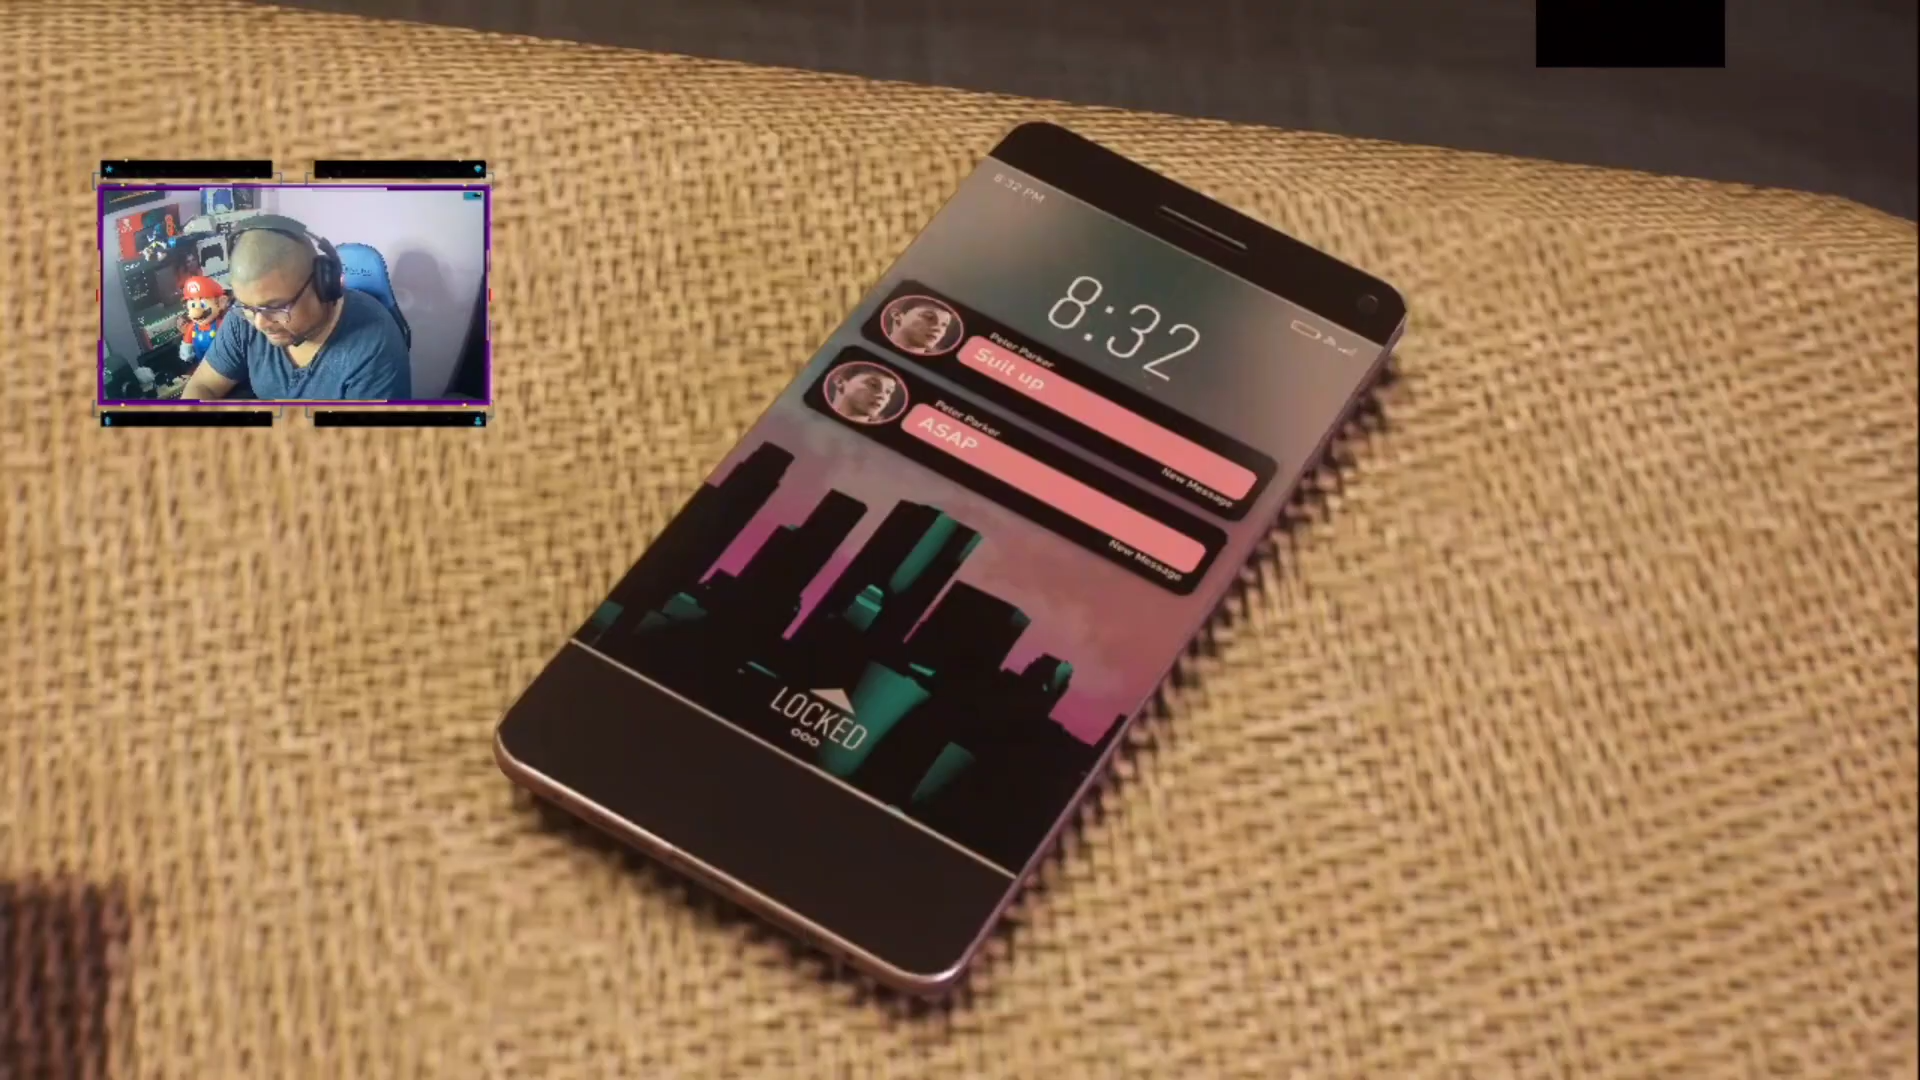 8:32 PM
8:32
Peter Parker
Suit up
New Message
Peter Parker
ASAP
New Message
LOCKED